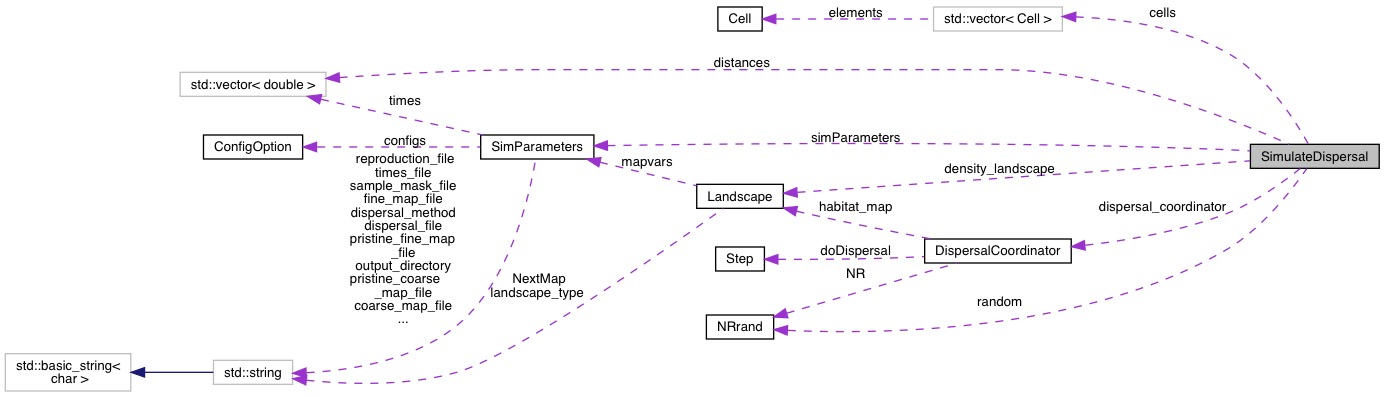 Cell
elements
std::vector< Cell >
cells
distances
std::vector< double >
times
ConfigOption
configs
SimParameters
simParameters
SimulateDispersal
reproduction_file
times_file
sample_mask_file
fine_map_file
dispersal_method
dispersal_file
pristine_fine_map
_file
output_directory
pristine_coarse
_map_file
coarse_map_file
...
mapvars
density_landscape
Landscape
habitat_map
dispersal_coordinator
Step
doDispersal
DispersalCoordinator
NR
NextMap
landscape_type
random
NRrand
std::basic_string<
char >
std::string